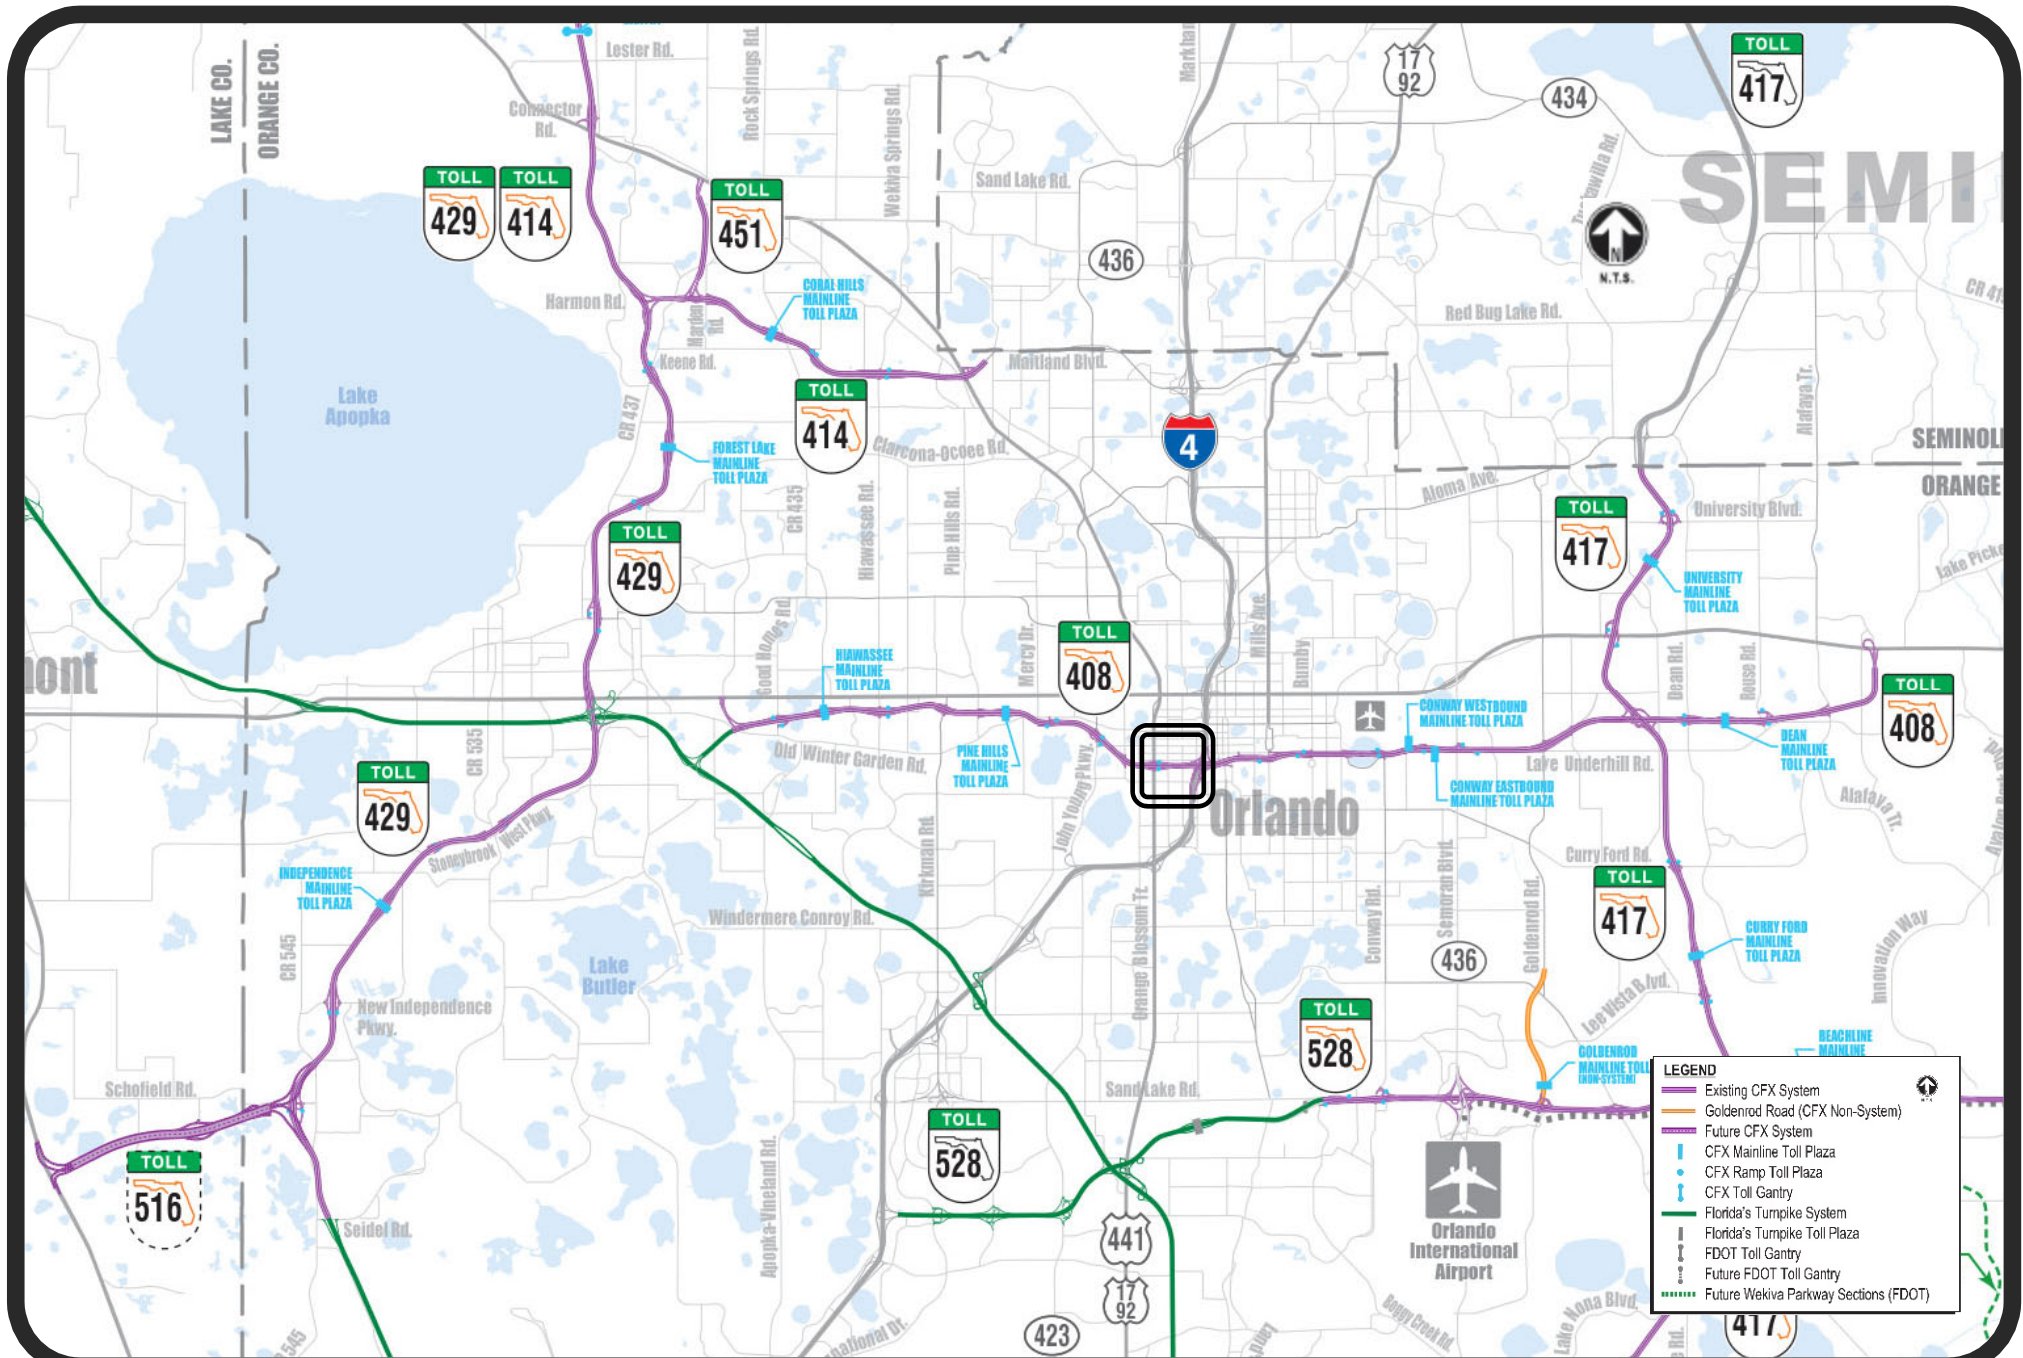 Lester Rd.
Rock Springs Rd.
LAKE CO.
ORANGE CO.
Connector
Rd.
Wekiva Springs Rd.
17
92
434
TOLL
417
SEMI
Sand Lake Rd.
TOLL
429
TOLL
414
TOLL
451
436
N
N.T.S.
Harmon Rd.
Marden
Rd.
CORAL HILLS
MAINLINE
TOLL PLAZA
Red Bug Lake Rd.
Keene Rd.
Maitland Blvd.
Lake
Apopka
CR 437
TOLL
414
Clarcona-Ocoee Rd.
4
Alafaya Tr.
FOREST LAKE
MAINLINE
TOLL PLAZA
SEMINOL
ORANGE
Aloma Ave.
CR 435
Hiawassee Rd.
Pine Hills Rd.
University Blvd.
TOLL
417
TOLL
429
UNIVERSITY
MAINLINE
TOLL PLAZA
Lake Picke
Good Homes Rd.
Mercy Dr.
TOLL
408
Mills Ave.
Bumby
Dean Rd.
Rouse Rd.
HIAWASSEE
MAINLINE
TOLL PLAZA
TOLL
408
CONWAY WESTBOUND
MAINLINE TOLL PLAZA
CR 535
Old Winter Garden Rd.
PINE HILLS
MAINLINE
TOLL PLAZA
John Young Pkwy.
DEAN
MAINLINE
TOLL PLAZA
Lake Underhill Rd.
CONWAY EASTBOUND
MAINLINE TOLL PLAZA
Orlando
TOLL
429
Stoneybrook West Pkwy.
Alafaya Tr.
Kirkman Rd.
Curry Ford Rd.
INDEPENDENCE
MAINLINE
TOLL PLAZA
Windermere Conroy Rd.
Orange Blossom Tr.
Conway Rd.
Semoran Blvd.
Goldenrod Rd.
TOLL
417
CURRY FORD
MAINLINE
TOLL PLAZA
Innovation Way
CR 545
Lake
Butler
436
New Independence
Pkwy.
Lee Vista Blvd.
TOLL
528
BEACHLINE
MAINLINE
GOLDENROD
MAINLINE TOLL
(NON-SYSTEM)
Schofield Rd.
Sand Lake Rd.
TOLL
528
TOLL
516
Apopka-Vineland Rd.
Seidel Rd.
441
17
92
Orlando
International
Airport
423
national Dr.
Boggy Creek Rd.
Lake Nona Blvd.
417
LEGEND
Existing CFX System
Goldenrod Road (CFX Non-System)
Future CFX System
CFX Mainline Toll Plaza
CFX Ramp Toll Plaza
CFX Toll Gantry
Florida's Turnpike System
Florida's Turnpike Toll Plaza
FDOT Toll Gantry
Future FDOT Toll Gantry
Future Wekiva Parkway Sections (FDOT)